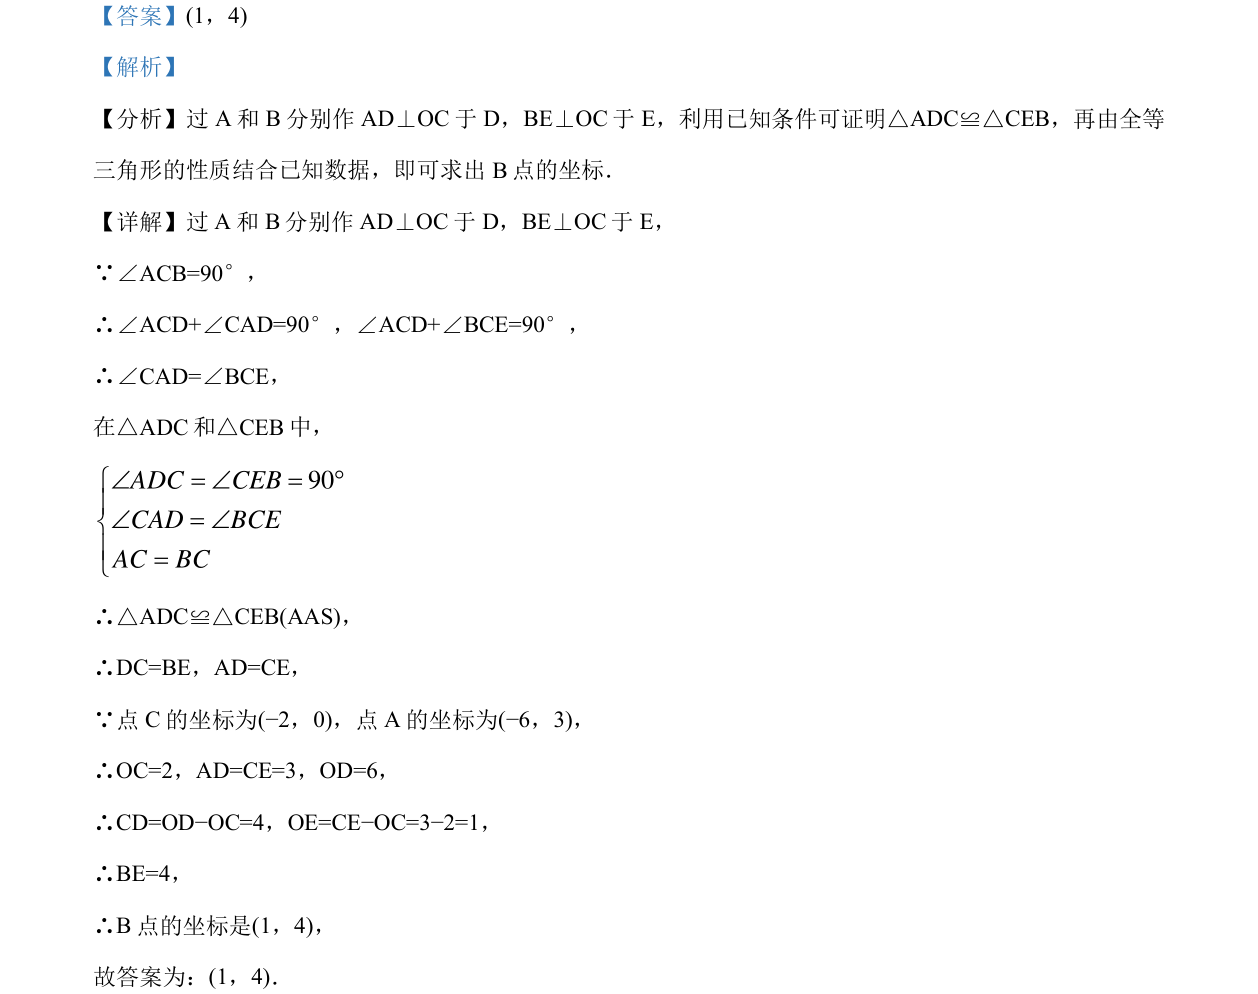 【答案】(1，4)
【解析】
【分析】过 A 和 B 分别作 AD⊥OC 于 D，BE⊥OC 于 E，利用已知条件可证明△ADC≌△CEB，再由全等
三角形的性质结合已知数据，即可求出 B 点的坐标．
【详解】过 A 和 B 分别作 AD⊥OC 于 D，BE⊥OC 于 E，
∵∠ACB=90°，
∴∠ACD+∠CAD=90°，∠ACD+∠BCE=90°，
∴∠CAD=∠BCE，
在△ADC 和△CEB 中，
∠ADC = ∠CEB = 90°
∠CAD = ∠BCE
AC = BC
∴△ADC≌△CEB(AAS)，
∴DC=BE，AD=CE，
∵点 C 的坐标为(−2，0)，点 A 的坐标为(−6，3)，
∴OC=2，AD=CE=3，OD=6，
∴CD=OD−OC=4，OE=CE−OC=3−2=1，
∴BE=4，
∴B 点的坐标是(1，4)，
故答案为：(1，4)．